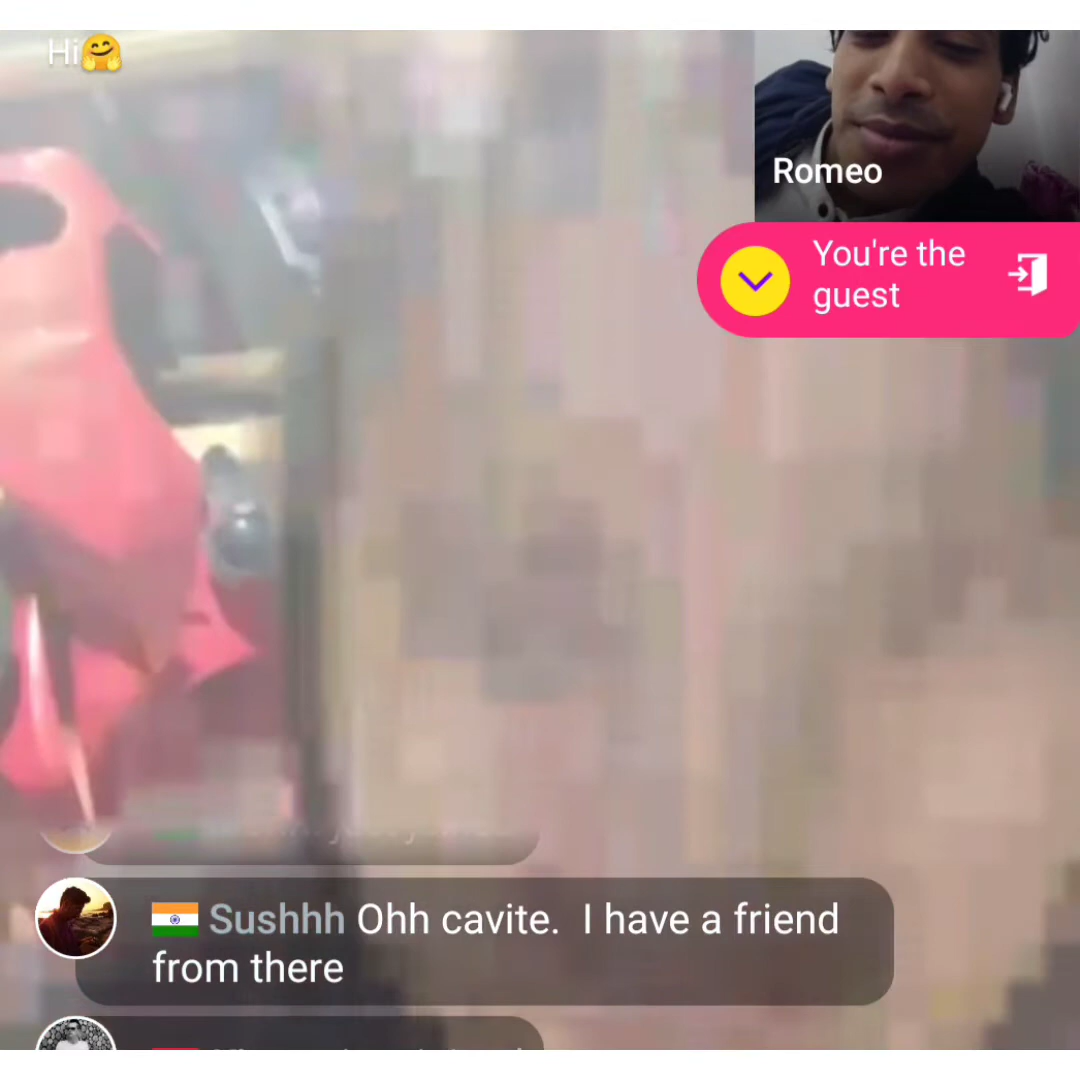 Hi🤗
Romeo
You're the
guest
Sushhh Ohh cavite. I have a friend
from there